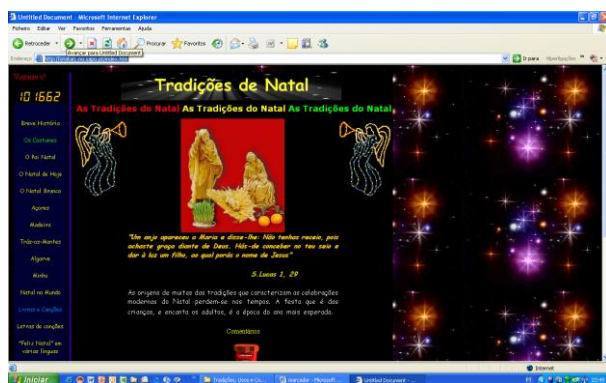 Untitled Document - Microsoft Internet Explorer
Ficheiro Editar Ver Favoritos Ferramentas Ajuda
Retroceder Procurar Favoritos
Avançar para Untitled Document
Endereço Ir para Hiperligações
101662
Tradições de Natal
As Tradições de Natal As Tradições do Natal As Tradições do Natal
Breve História
Os Costumes
O Pai Natal
O Natal de Hoje
O Natal Branco
Açores
Madeira
Trás-os-Montes
Algarve
Minho
Natal no Mundo
Livros e Canções
Letras de canções
"Feliz Natal" em
várias línguas
"Um anjo apareceu a Maria e disse-lhe: Não tenhas receio, pois
achaste graça diante de Deus. Hás-de conceber no teu seio e
dar à luz um filho, ao qual porás o nome de Jesus"
S.Lucas 1, 29
As origens de muitas das tradições que caracterizam as celebrações
modernas do Natal perdem-se nos tempos. A festa que é das
crianças, e encanta os adultos, é a época do ano mais esperada.
Comentários
Internet
Iniciar Tradições, Usos e Co... marcador - Microsoft ... Untitled Document - ... PT